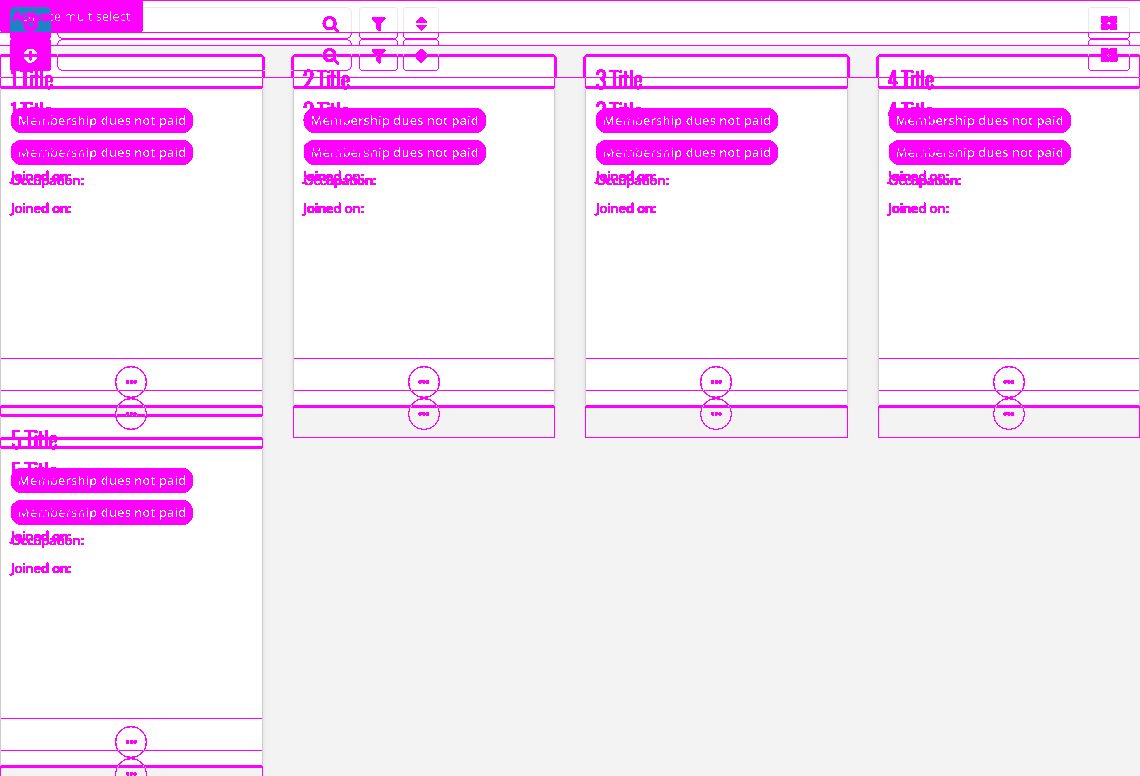 Activate multiselect
1 Title 2 Title 3 Title 4 Title
1 Title 2 Title 3 Title 4 Title
Membership dues not paid Membership dues not paid Membership dues not paid Membership dues not paid
Membership dues not paid Membership dues not paid Membership dues not paid Membership dues not paid
Joined on: Joined on: Joined on: Joined on:
Occupation: Occupation: Occupation: Occupation:
Joined on: Joined on: Joined on: Joined on:
5 Title
5 Title
Membership dues not paid
Membership dues not paid
Joined on:
Occupation:
Joined on: